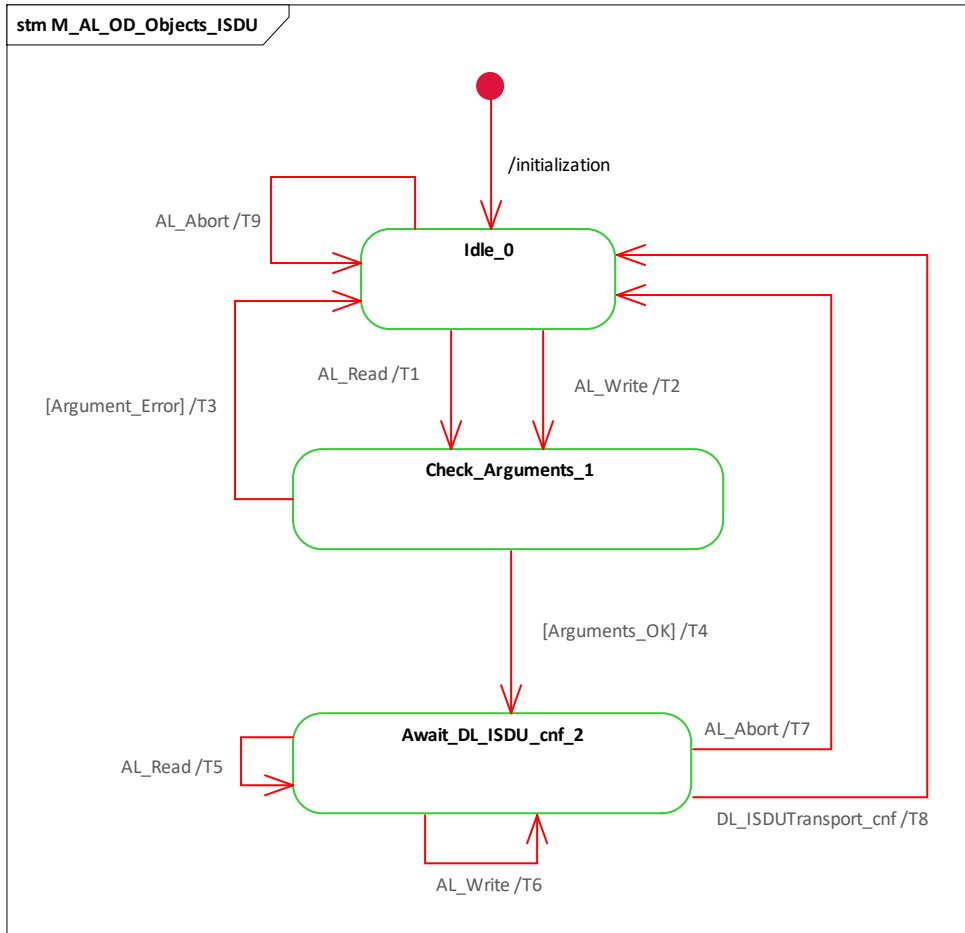 stm M_AL_OD_Objects_ISDU
/initialization
AL_Abort /T9
Idle_0
AL_Read /T1
AL_Write /T2
[Argument_Error] /T3
Check_Arguments_1
[Arguments_OK] /T4
Await_DL_ISDU_cnf_2
AL_Abort /T7
AL_Read /T5
DL_ISDUTransport_cnf /T8
AL_Write /T6